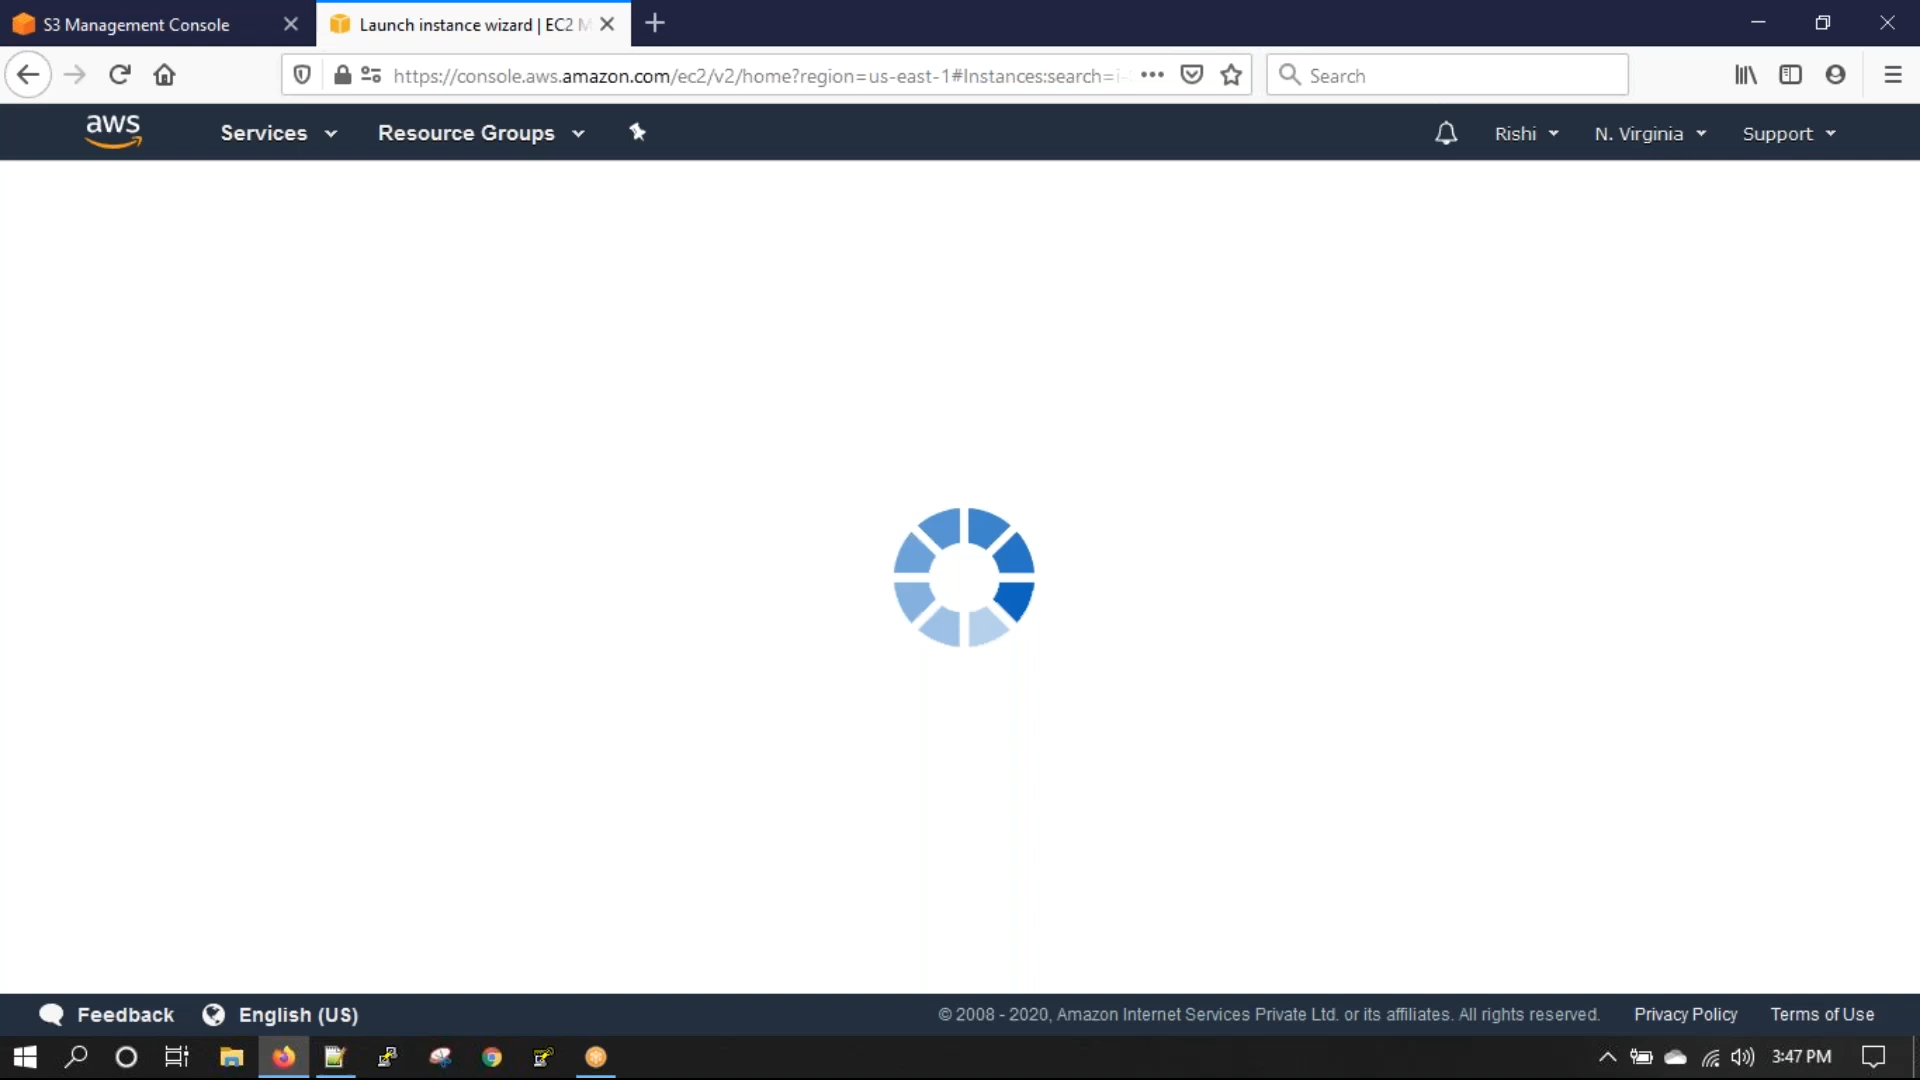 S3 Management Console
Launch instance wizard | EC2 M
https://console.aws.amazon.com/ec2/v2/home?region=us-east-1#Instances:search=i-
Search
aws
Services
Resource Groups
Rishi
N. Virginia
Support
Feedback
English (US)
© 2008 - 2020, Amazon Internet Services Private Ltd. or its affiliates. All rights reserved.
Privacy Policy
Terms of Use
3:47 PM